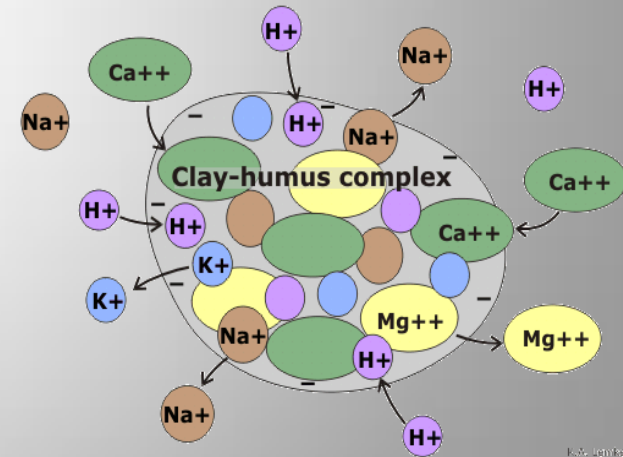 H+
Na+
Ca++
H+
Na+
H+
Na+
Clay-humus complex
Ca++
H+
H+
Ca++
K+
K+
Mg++
Na+
Mg++
H+
Na+
H+